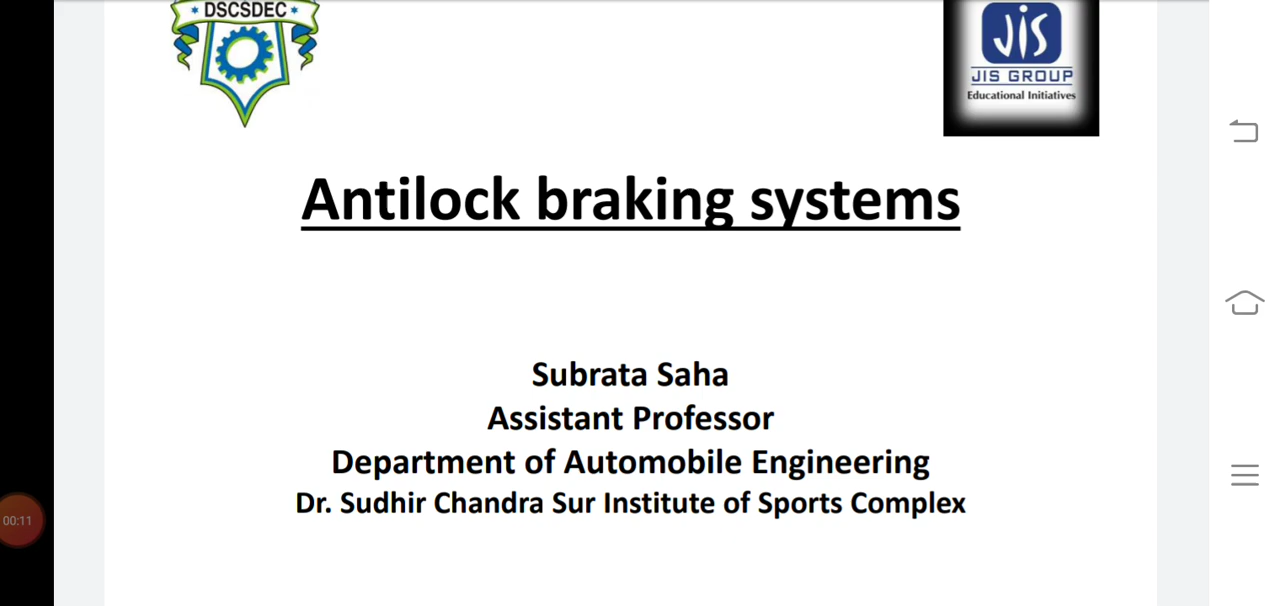 DSCSDEC
JIS
JIS GROUP
Educational Initiatives
Antilock braking systems
Subrata Saha
Assistant Professor
Department of Automobile Engineering
Dr. Sudhir Chandra Sur Institute of Sports Complex
00:11